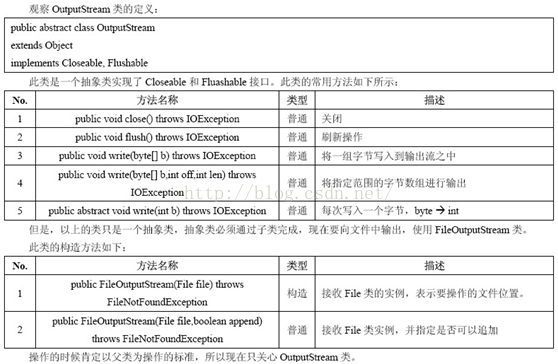 观察 OutputStream 类的定义：
public abstract class OutputStream
extends Object
implements Closeable, Flushable
此类是一个抽象类实现了 Closeable 和 Fluashable 接口。此类的常用方法如下所示：
No. 方法名称 类型 描述
1 public void close() throws IOException 普通 关闭
2 public void flush() throws IOException 普通 刷新操作
3 public void write(byte[] b) throws IOException 普通 将一组字节写入到输出流之中
4 public void write(byte[] b,int off,int len) throws IOException 普通 将指定范围的字节数组进行输出
http://blog.csdn.net/
5 public abstract void write(int b) throws IOException 普通 每次写入一个字节，byte → int
但是，以上的类只是一个抽象类，抽象类必须通过子类完成，现在要向文件中输出，使用 FileOutputStream 类。
此类的构造方法如下：
No. 方法名称 类型 描述
1 public FileOutputStream(File file) throws FileNotFoundException 构造 接收 File 类的实例，表示要操作的文件位置。
2 public FileOutputStream(File file,boolean append) throws FileNotFoundException 普通 接收 File 类实例，并指定是否可以追加
操作的时候肯定以父类为操作的标准，所以现在只关心 OutputStream 类。